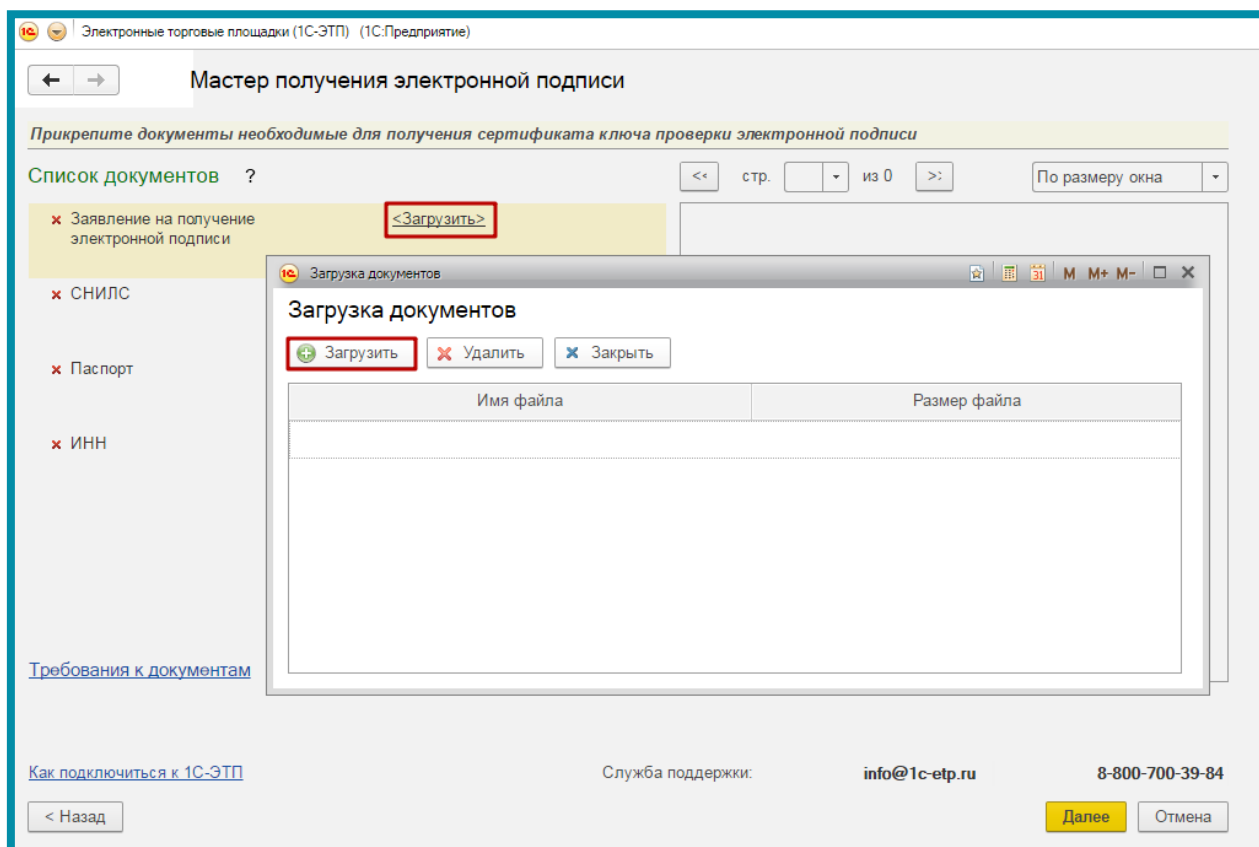 Электронные торговые площадки (1С-ЭТП) (1С:Предприятие)
Мастер получения электронной подписи
Прикрепите документы необходимые для получения сертификата ключа проверки электронной подписи
Список документов ?
<< стр. из 0 >: По размеру окна
Заявление на получение <Загрузить>
электронной подписи
Загрузка документов 31 M M+ M-
СНИЛС
Загрузка документов
Загрузить Удалить Закрыть
Паспорт
Имя файла Размер файла
ИНН
Требования к документам
Как подключиться к 1С-ЭТП Служба поддержки: info@1c-etp.ru 8-800-700-39-84
< Назад Далее Отмена